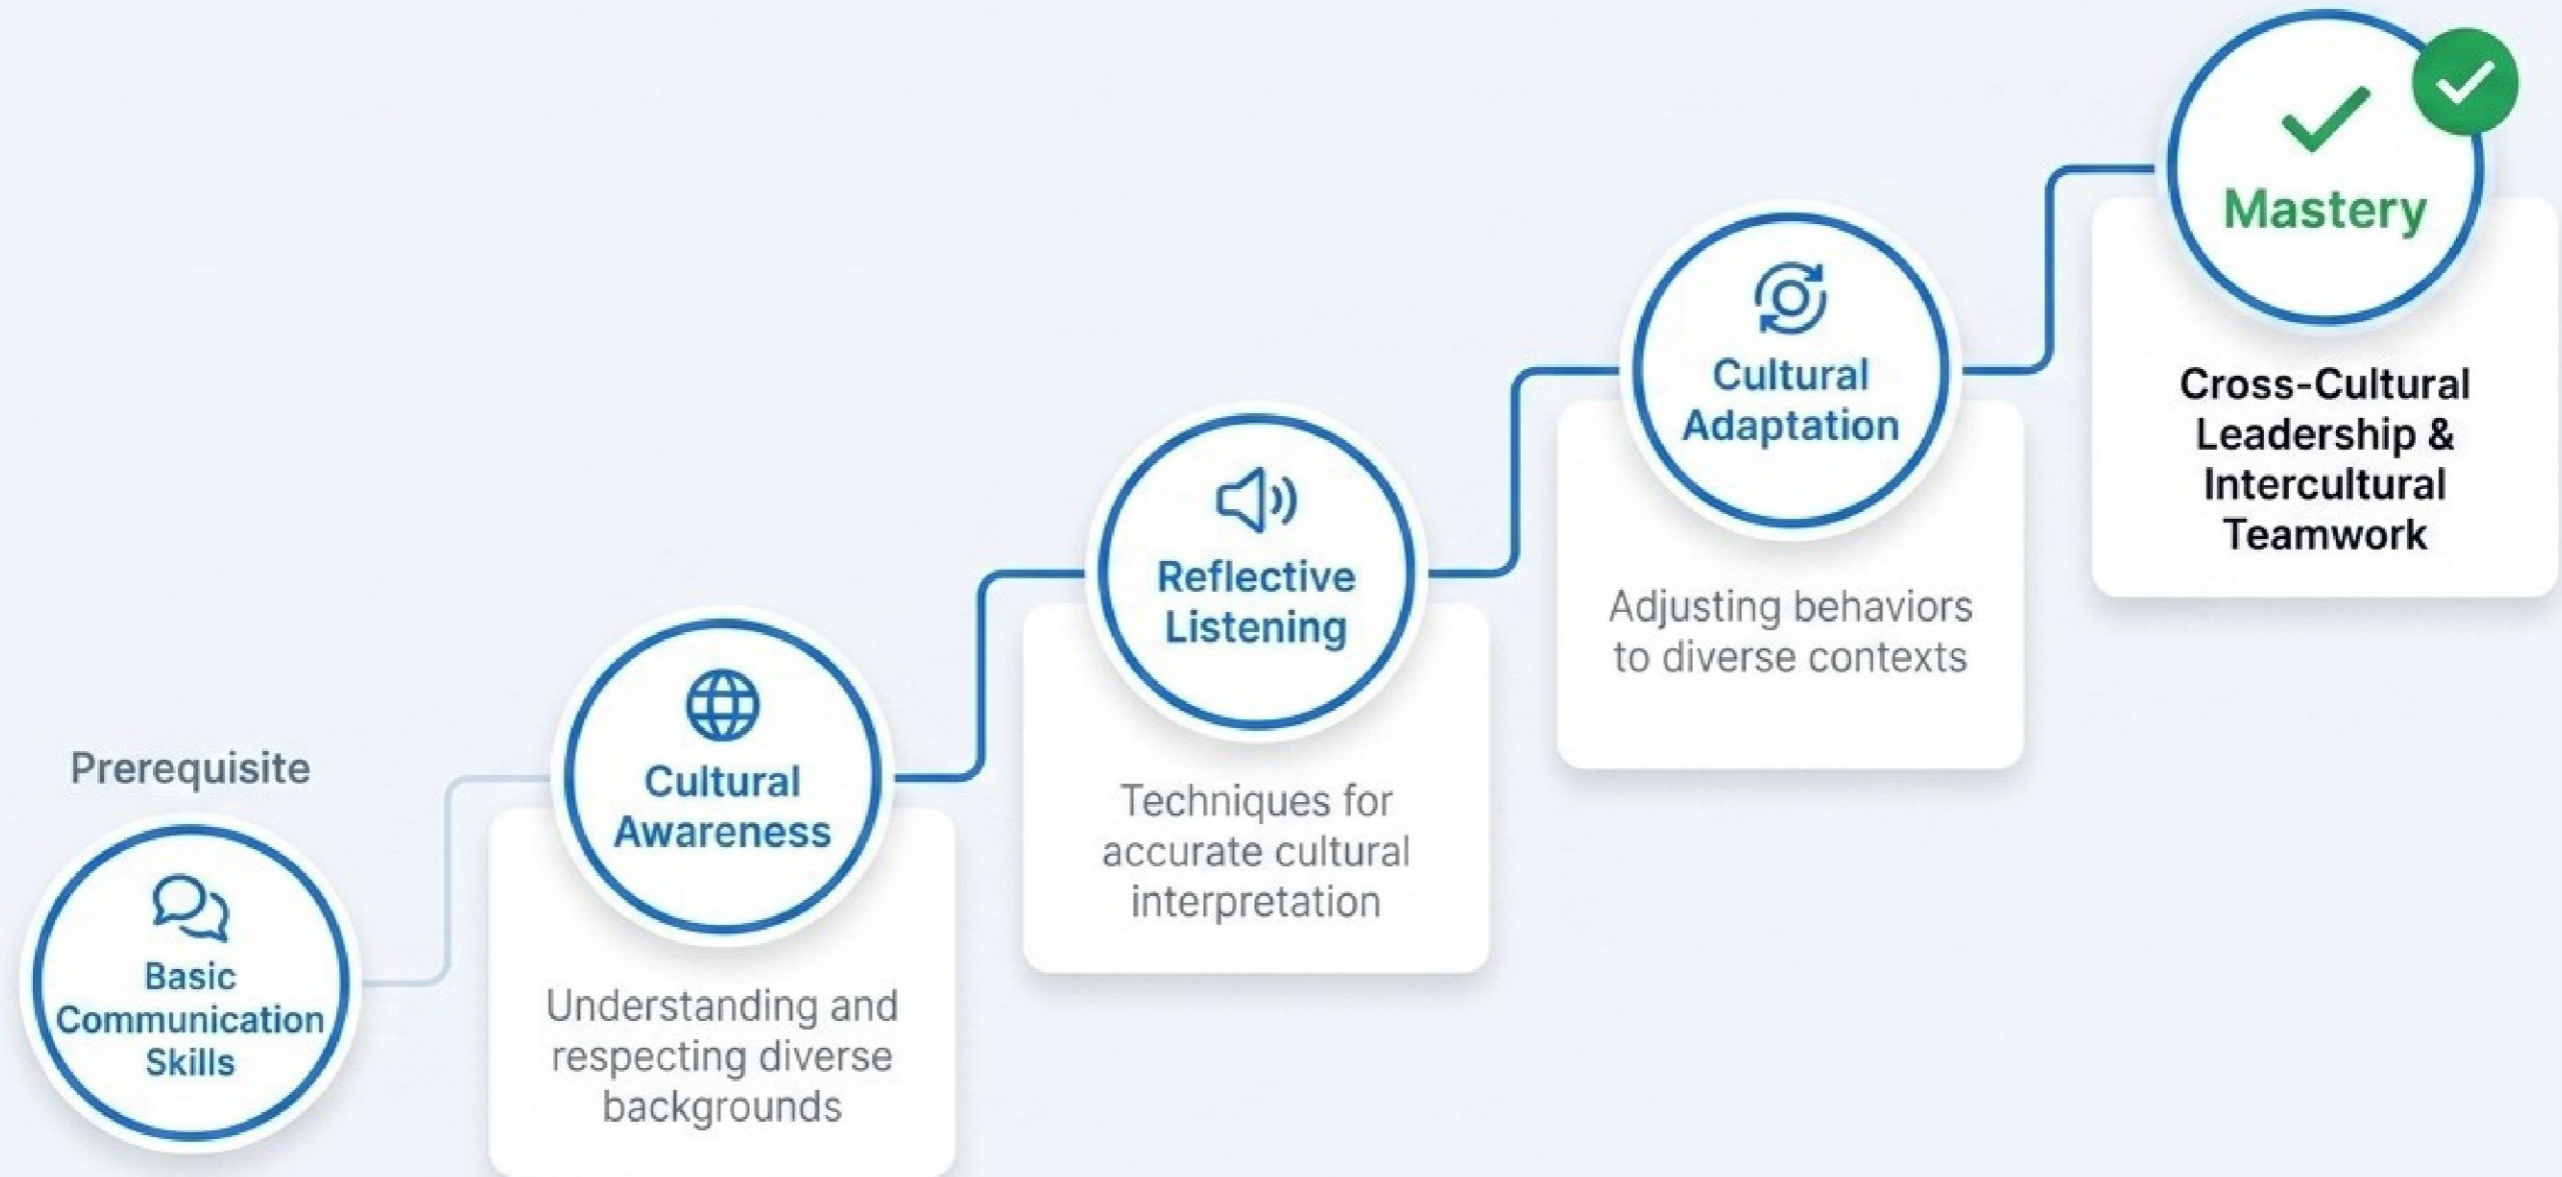 Prerequisite
Basic
Communication
Skills
Cultural
Awareness
Understanding and
respecting diverse
backgrounds
Reflective
Listening
Techniques for
accurate cultural
interpretation
Cultural
Adaptation
Adjusting behaviors
to diverse contexts
Mastery
Cross-Cultural
Leadership &
Intercultural
Teamwork